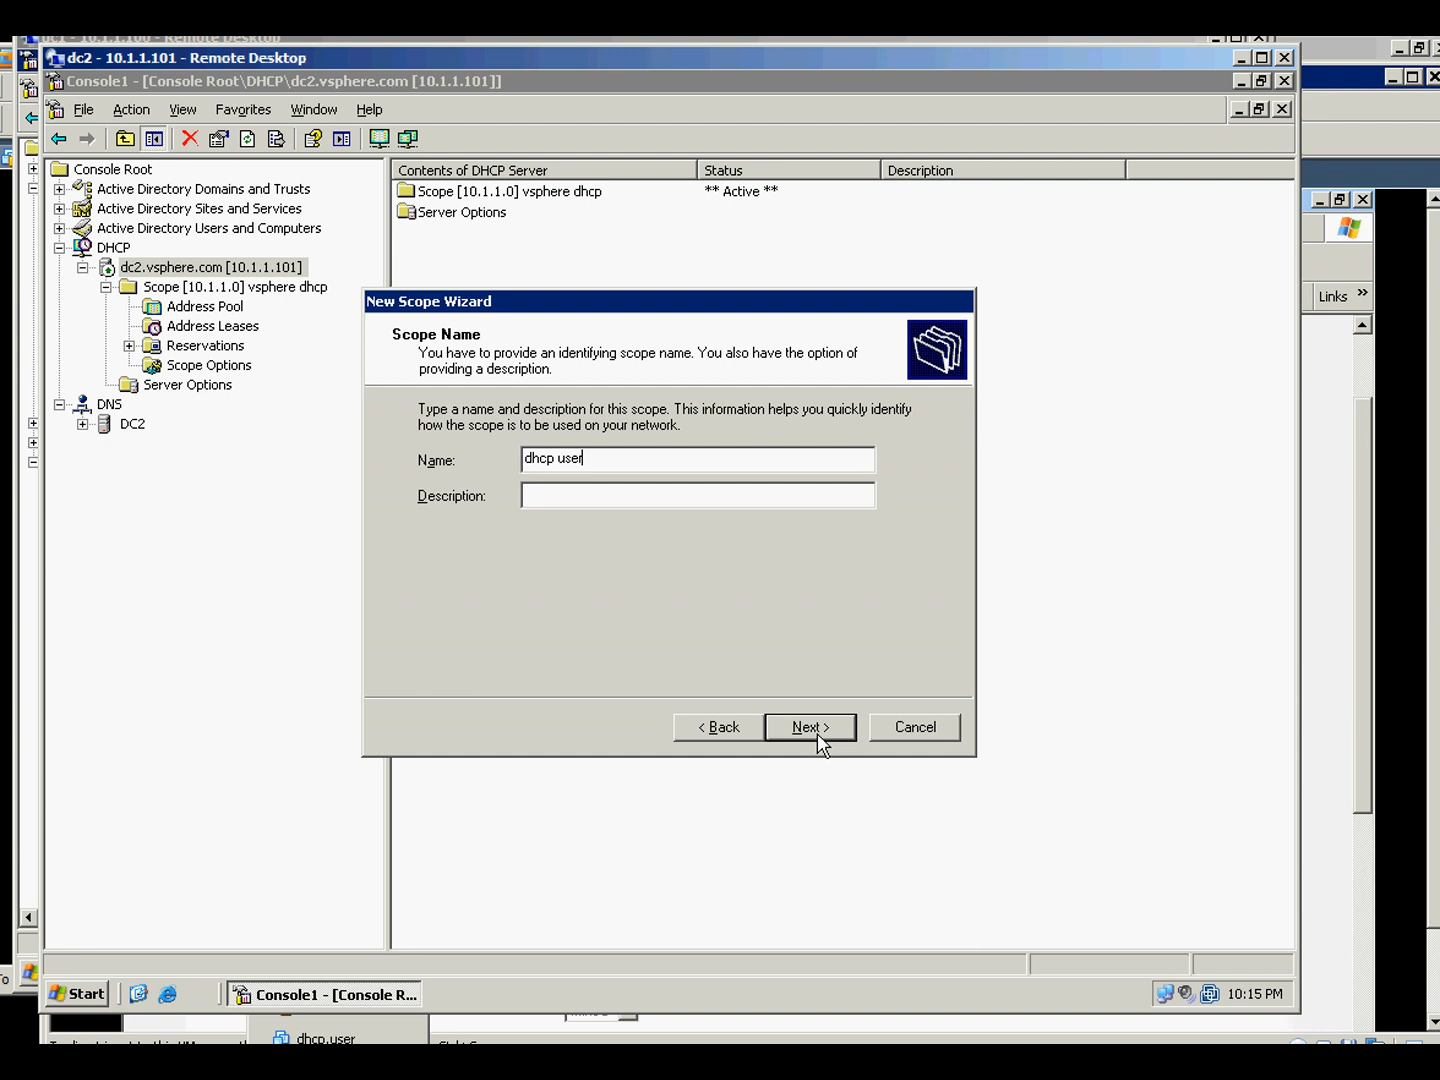 dc2 - 10.1.1.101 - Remote Desktop
Console1 - [Console Root\DHCP\dc2.vsphere.com [10.1.1.101]]
File Action View Favorites Window Help
Console Root
Active Directory Domains and Trusts
Active Directory Sites and Services
Active Directory Users and Computers
DHCP
dc2.vsphere.com [10.1.1.101]
Scope [10.1.1.0] vsphere dhcp
Address Pool
Address Leases
Reservations
Scope Options
Server Options
DNS
DC2
Contents of DHCP Server Status Description
Scope [10.1.1.0] vsphere dhcp ** Active **
Server Options
New Scope Wizard
Scope Name
You have to provide an identifying scope name. You also have the option of
providing a description.
Type a name and description for this scope. This information helps you quickly identify
how the scope is to be used on your network.
Name: dhcp user
Description:
< Back Next > Cancel
Links »
Start Console1 - [Console R... 10:15 PM
dhcp.user